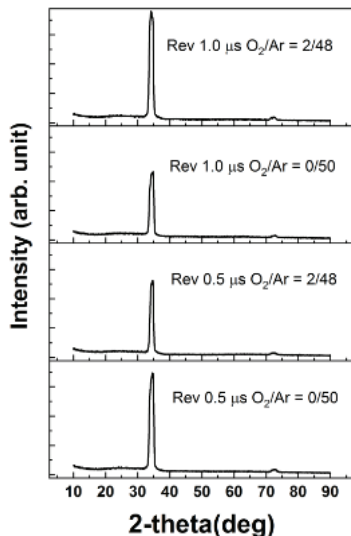 Rev 1.0 μs O₂/Ar = 2/48
Rev 1.0 μs O₂/Ar = 0/50
Rev 0.5 μs O₂/Ar = 2/48
Rev 0.5 μs O₂/Ar = 0/50
Intensity (arb. unit)
10 20 30 40 50 60 70 80 90
2-theta(deg)